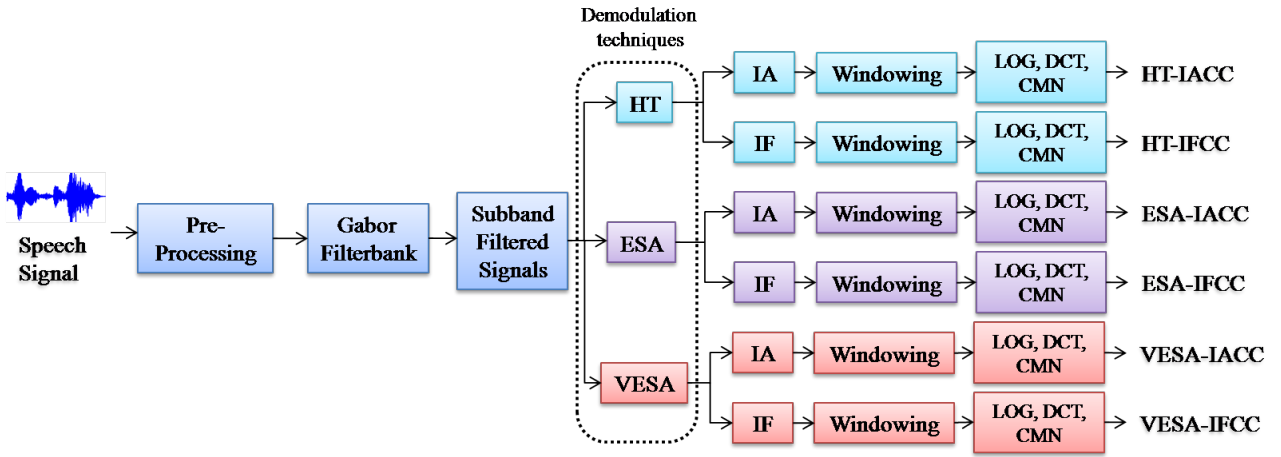 Demodulation
techniques
Speech
Signal
Pre-
Processing
Gabor
Filterbank
Subband
Filtered
Signals
HT
IA
Windowing
LOG, DCT,
CMN
HT-IACC
IF
Windowing
LOG, DCT,
CMN
HT-IFCC
ESA
IA
Windowing
LOG, DCT,
CMN
ESA-IACC
IF
Windowing
LOG, DCT,
CMN
ESA-IFCC
VESA
IA
Windowing
LOG, DCT,
CMN
VESA-IACC
IF
Windowing
LOG, DCT,
CMN
VESA-IFCC